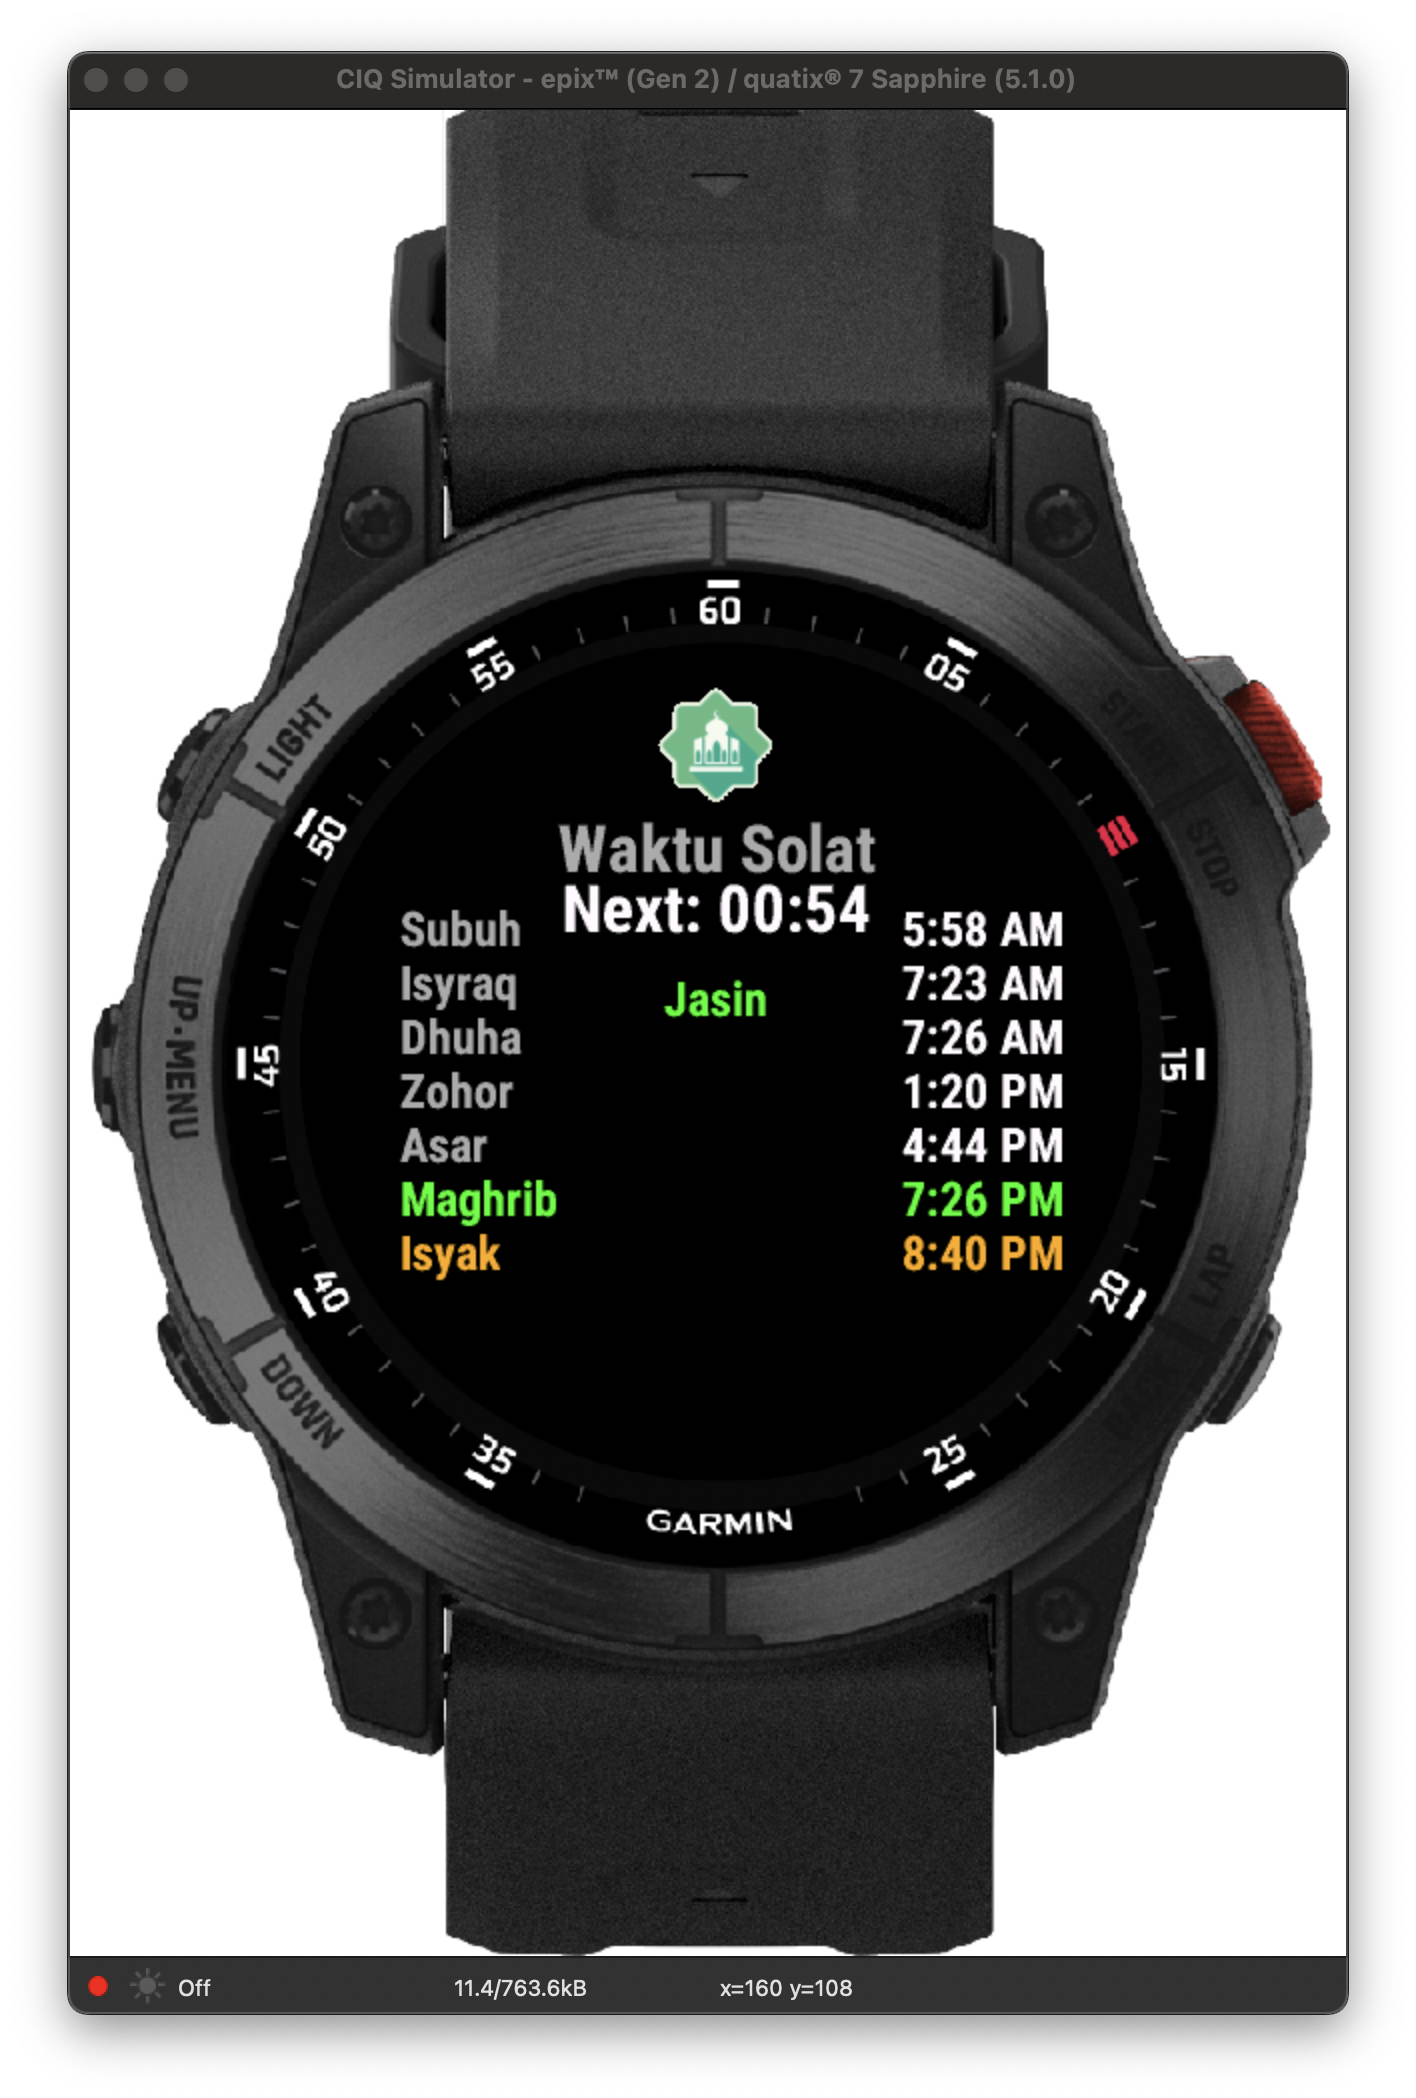 CIQ Simulator - epix™ (Gen 2) / quatix® 7 Sapphire (5.1.0)
60
55
05
LIGHT
START
50
STOP
Waktu Solat
Next: 00:54
Subuh 5:58 AM
Isyraq 7:23 AM
Jasin
Dhuha 7:26 AM
UP·MENU
45
15
Zohor 1:20 PM
Asar 4:44 PM
Maghrib 7:26 PM
Isyak 8:40 PM
LAP
40
20
BACK
DOWN
35
25
GARMIN
Off 11.4/763.6kB x=160 y=108